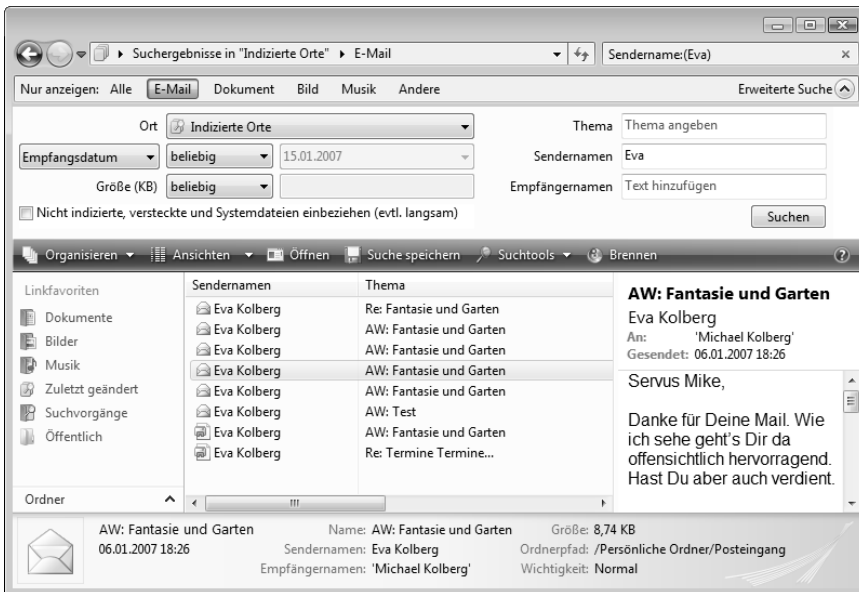 Suchergebnisse in "Indizierte Orte" E-Mail Sendername:(Eva)
Nur anzeigen: Alle E-Mail Dokument Bild Musik Andere Erweiterte Suche
Ort Indizierte Orte Thema Thema angeben
Empfangsdatum beliebig 15.01.2007 Sendernamen Eva
Größe (KB) beliebig Empfängernamen Text hinzufügen
Nicht indizierte, versteckte und Systemdateien einbeziehen (evtl. langsam) Suchen
Organisieren Ansichten Öffnen Suche speichern Suchtools Brennen ?
Linkfavoriten
Dokumente
Bilder
Musik
Zuletzt geändert
Suchvorgänge
Öffentlich
Ordner
Sendernamen Thema
Eva Kolberg Re: Fantasie und Garten
Eva Kolberg AW: Fantasie und Garten
Eva Kolberg AW: Fantasie und Garten
Eva Kolberg AW: Fantasie und Garten
Eva Kolberg AW: Fantasie und Garten
Eva Kolberg AW: Test
Eva Kolberg AW: Fantasie und Garten
Eva Kolberg Re: Termine Termine...
AW: Fantasie und Garten
Eva Kolberg
An: 'Michael Kolberg'
Gesendet: 06.01.2007 18:26
Servus Mike,
Danke für Deine Mail. Wie
ich sehe geht's Dir da
offensichtlich hervorragend.
Hast Du aber auch verdient.
AW: Fantasie und Garten Name: AW: Fantasie und Garten Größe: 8,74 KB
06.01.2007 18:26 Sendernamen: Eva Kolberg Ordnerpfad: /Persönliche Ordner/Posteingang
Empfängernamen: 'Michael Kolberg' Wichtigkeit: Normal